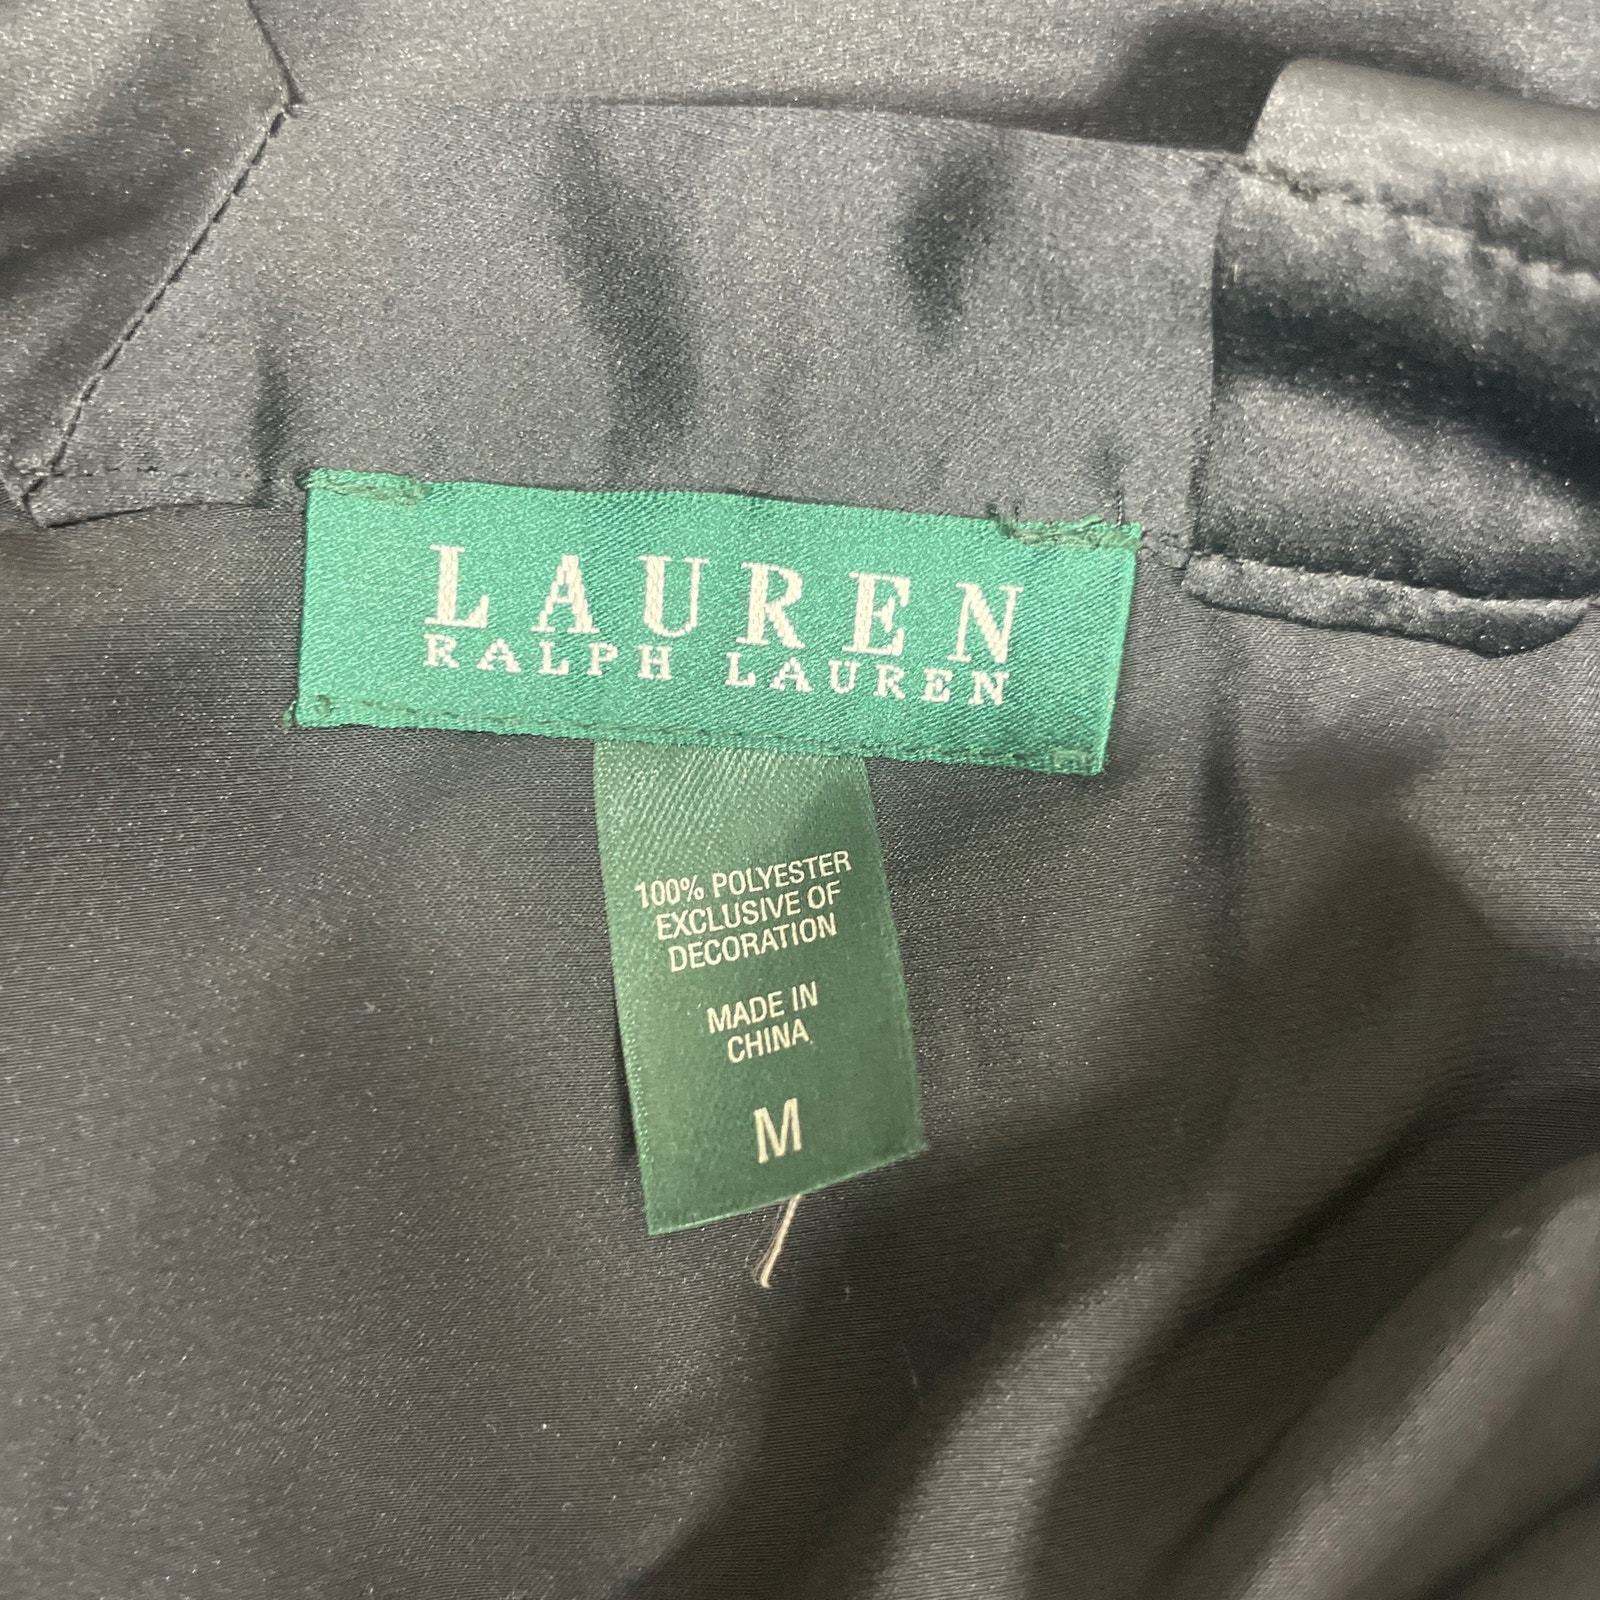 LAUREN
RALPH LAUREN
100% POLYESTER
EXCLUSIVE OF
DECORATION
MADE IN
CHINA
M